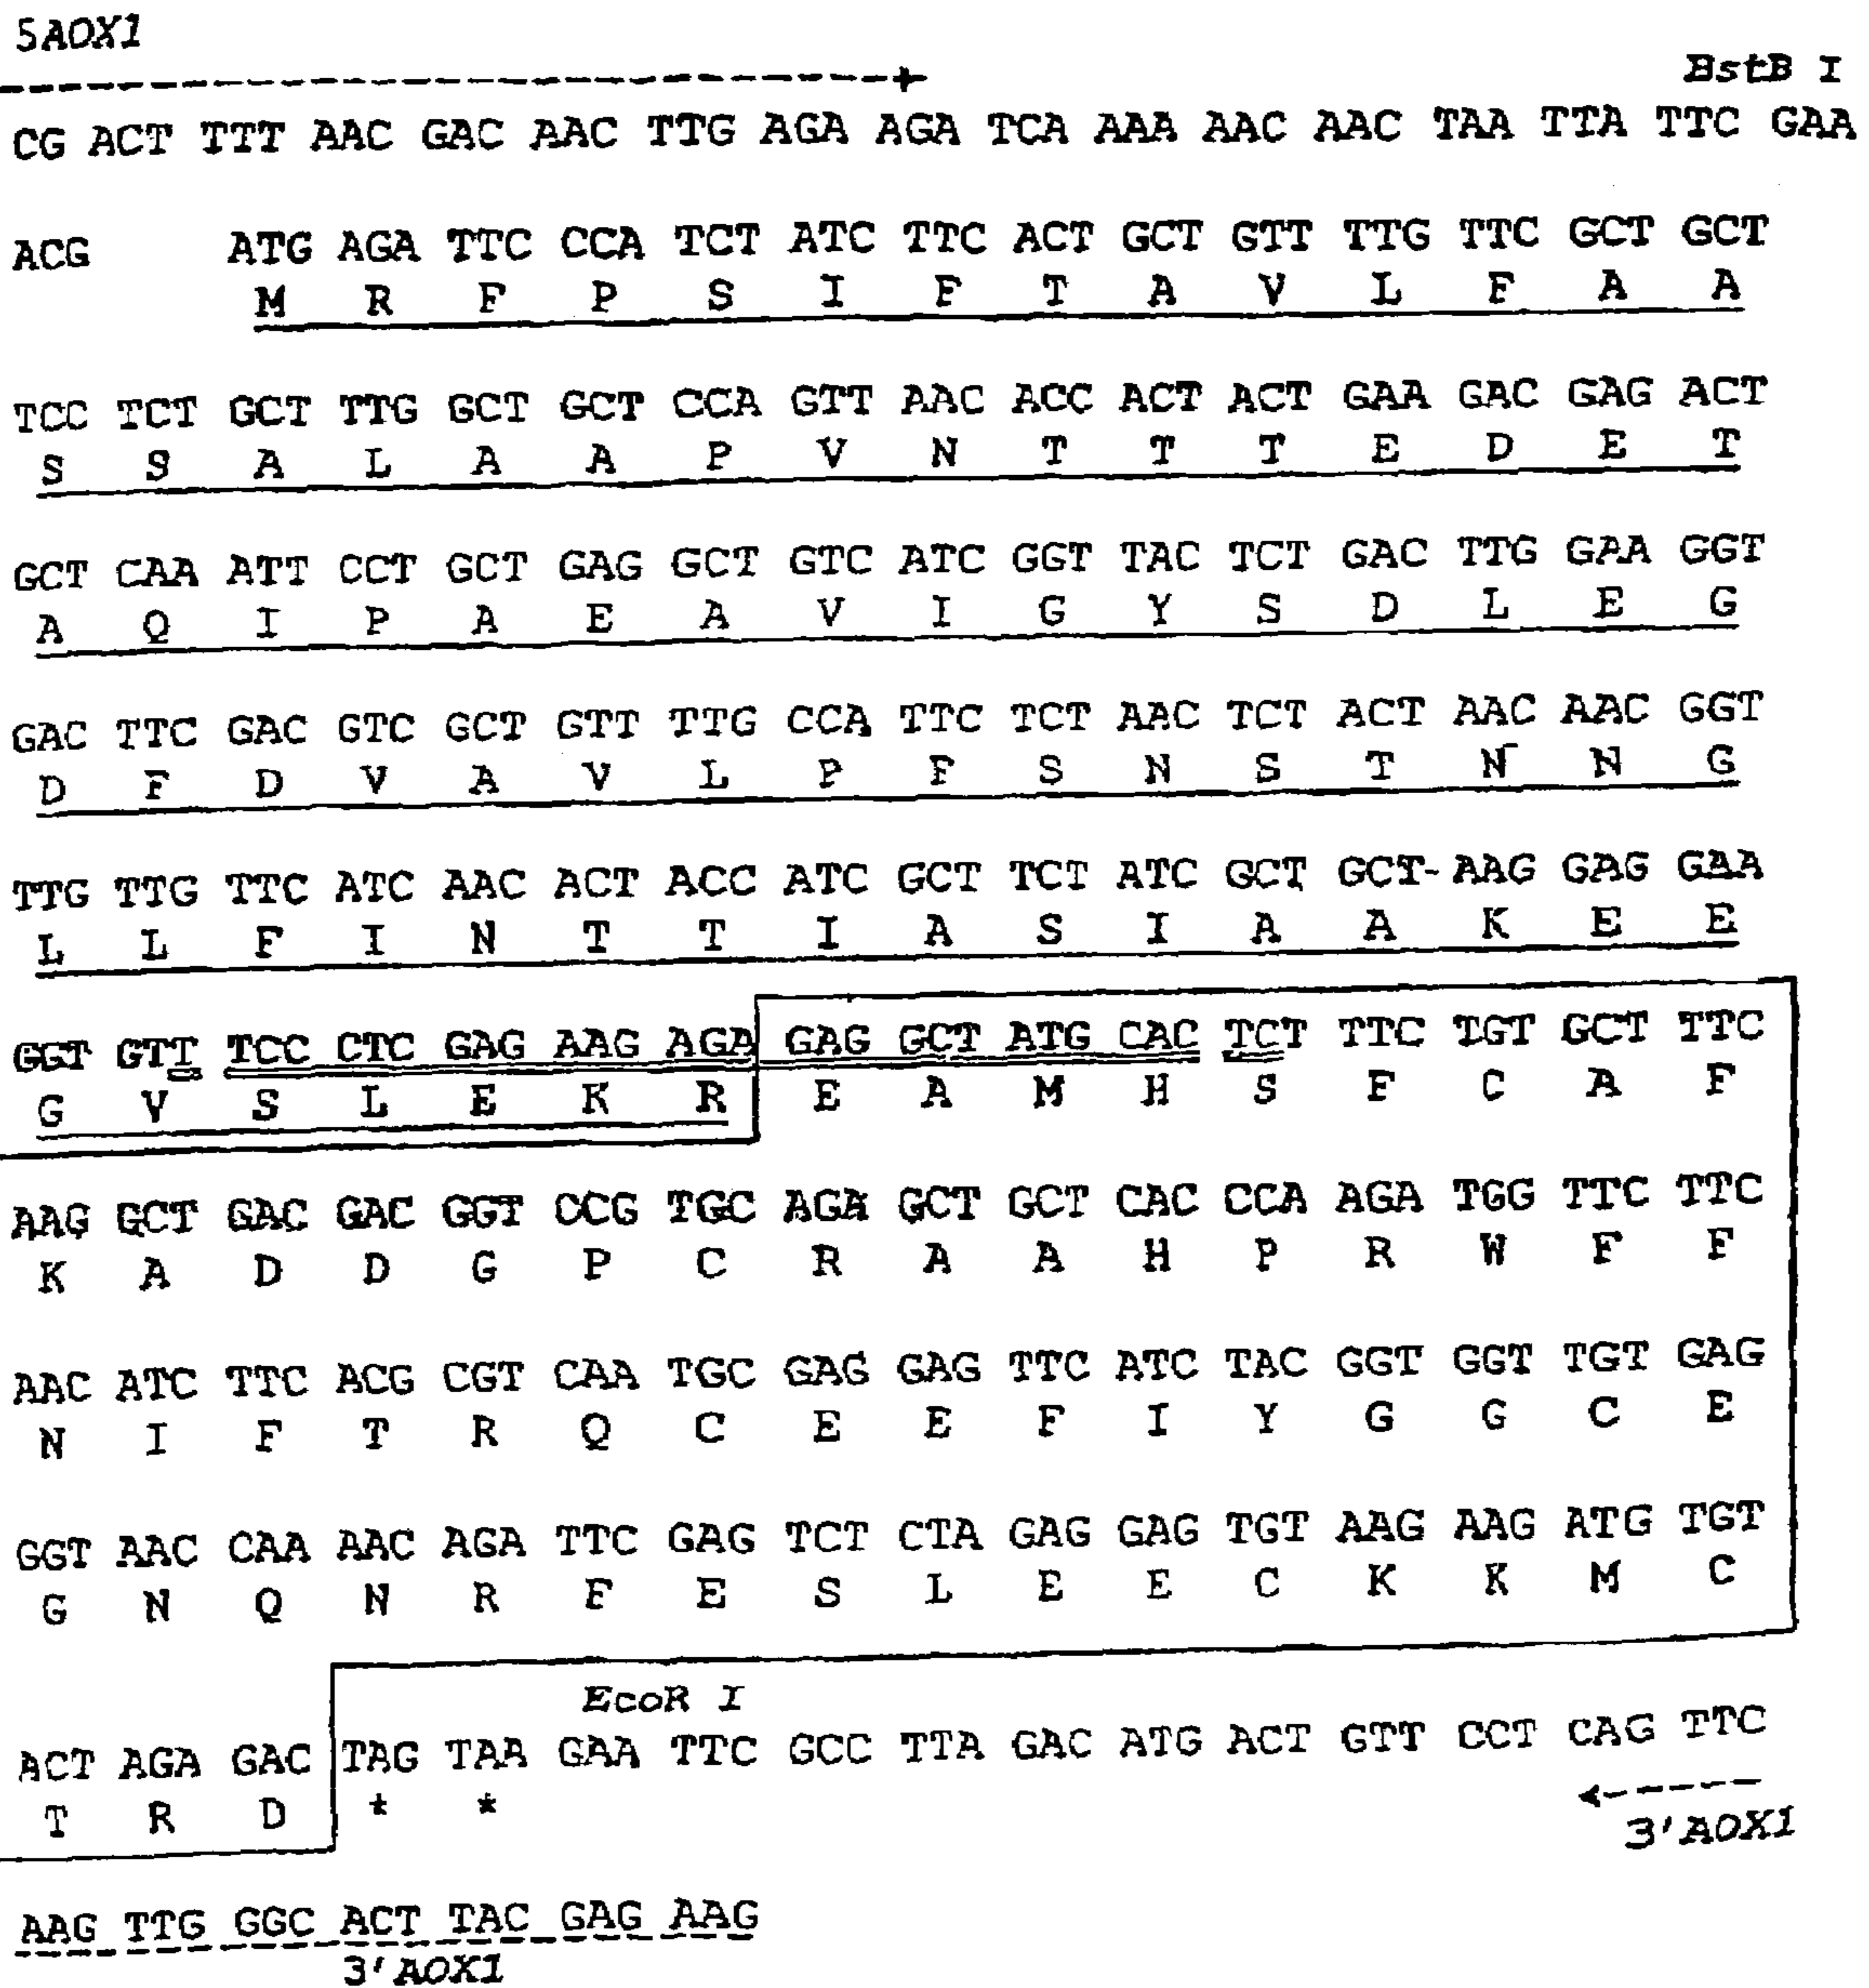 5AOX1
BstB I
CG ACT TTT AAC GAC AAC TTG AGA AGA TCA AAA AAC AAC TAA TTA TTC GAA
ACG ATG AGA TTC CCA TCT ATC TTC ACT GCT GTT TTG TTC GCT GCT
M R F P S I F T A V L F A A
TCC TCT GCT TTG GCT GCT CCA GTT AAC ACC ACT ACT GAA GAC GAG ACT
S S A L A A P V N T T T E D E T
GCT CAA ATT CCT GCT GAG GCT GTC ATC GGT TAC TCT GAC TTG GAA GGT
A Q I P A E A V I G Y S D L E G
GAC TTC GAC GTC GCT GTT TTG CCA TTC TCT AAC TCT ACT AAC AAC GGT
D F D V A V L P F S N S T N N G
TTG TTG TTC ATC AAC ACT ACC ATC GCT TCT ATC GCT GCT- AAG GAG GAA
L L F I N T T I A S I A A K E E
GGT GTT TCC CTC GAG AAG AGA GAG GCT ATG CAC TCT TTC TGT GCT TTC
G V S L E K R E A M H S F C A F
AAG GCT GAC GAC GGT CCG TGC AGA GCT GCT CAC CCA AGA TGG TTC TTC
K A D D G P C R A A H P R W F F
AAC ATC TTC ACG CGT CAA TGC GAG GAG TTC ATC TAC GGT GGT TGT GAG
N I F T R Q C E E F I Y G G C E
GGT AAC CAA AAC AGA TTC GAG TCT CTA GAG GAG TGT AAG AAG ATG TGT
G N Q N R F E S L E E C K K M C
EcoR I
ACT AGA GAC TAG TAA GAA TTC GCC TTA GAC ATG ACT GTT CCT CAG TTC
T R D * *
3'AOX1
AAG TTG GGC ACT TAC GAG AAG
3'AOX1